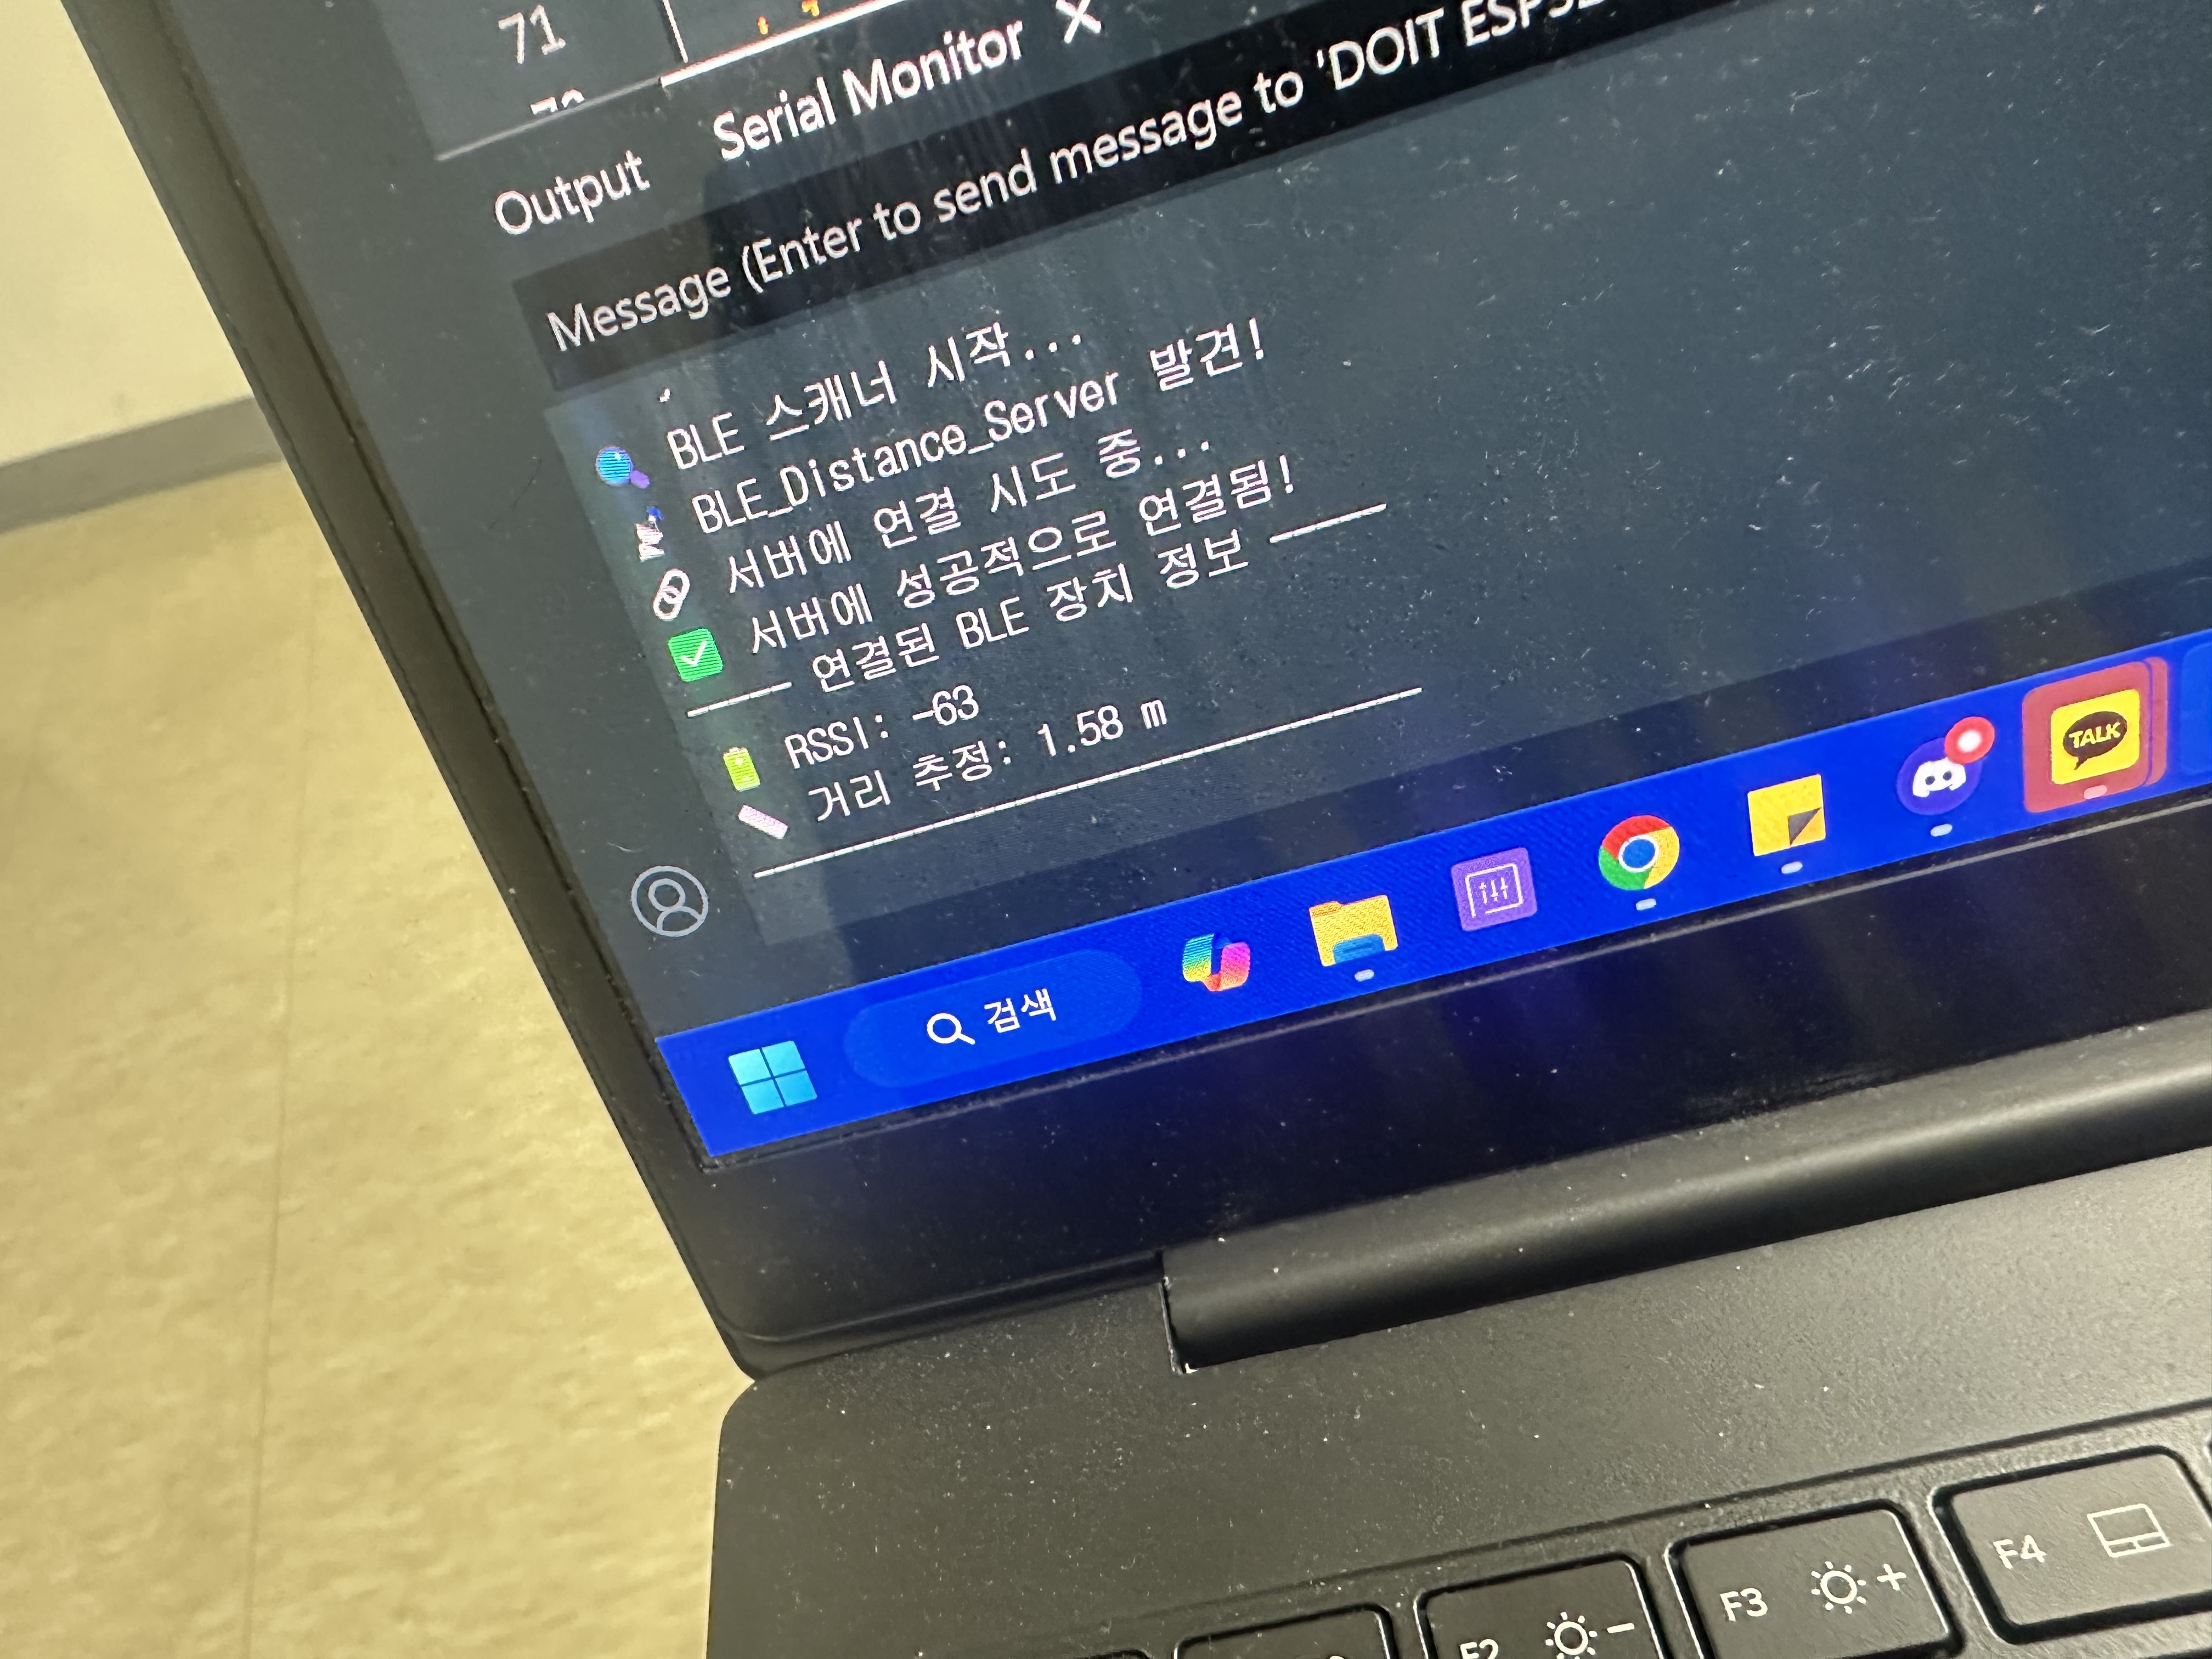 71
Output
Serial Monitor X
Message (Enter to send message to 'DOIT
BLE 스캐너 시작...
BLE_Distance_Server 발견!
서버에 연결 시도 중...
서버에 성공적으로 연결됨!
연결된 BLE 장치 정보
RSSI: -63
거리 추정: 1.58 m
검색
TALK
F2
F3
F4